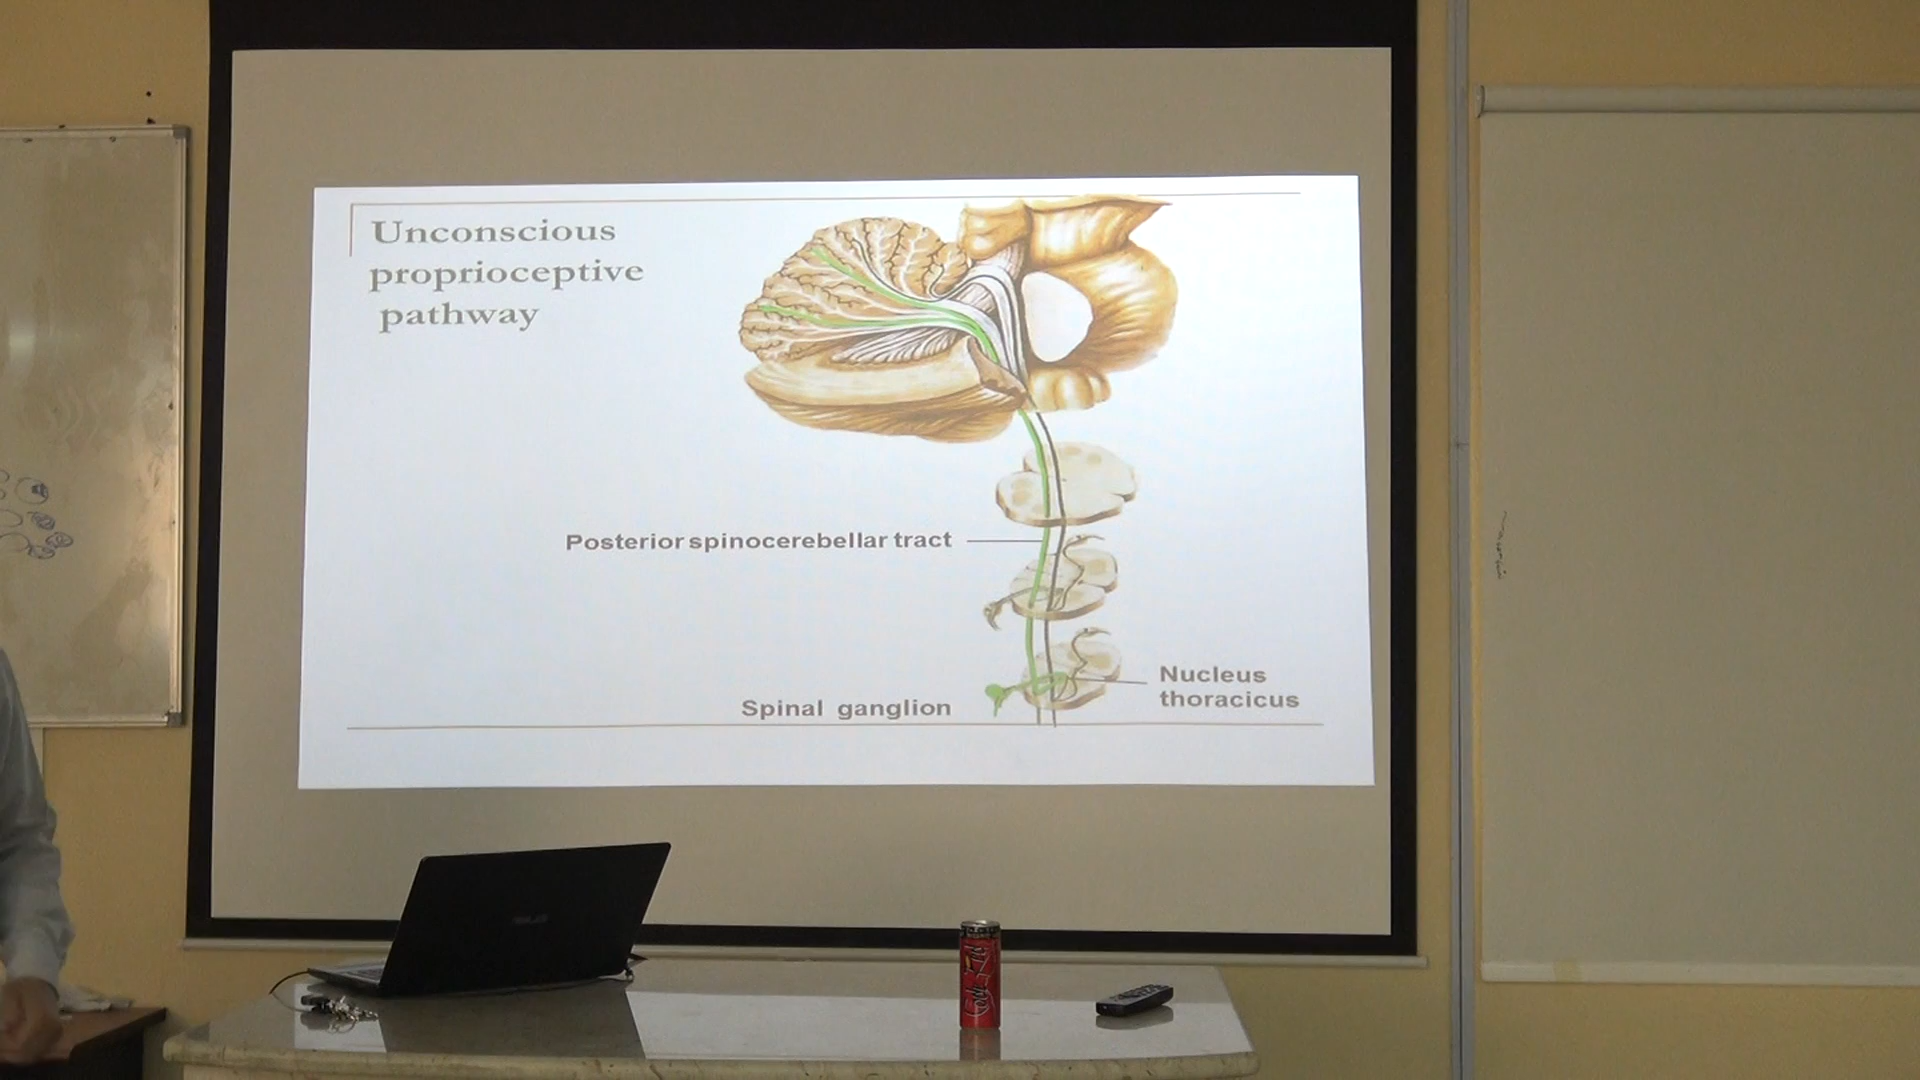 Unconscious
proprioceptive
pathway
Posterior spinocerebellar tract
Spinal ganglion
Nucleus
thoracicus